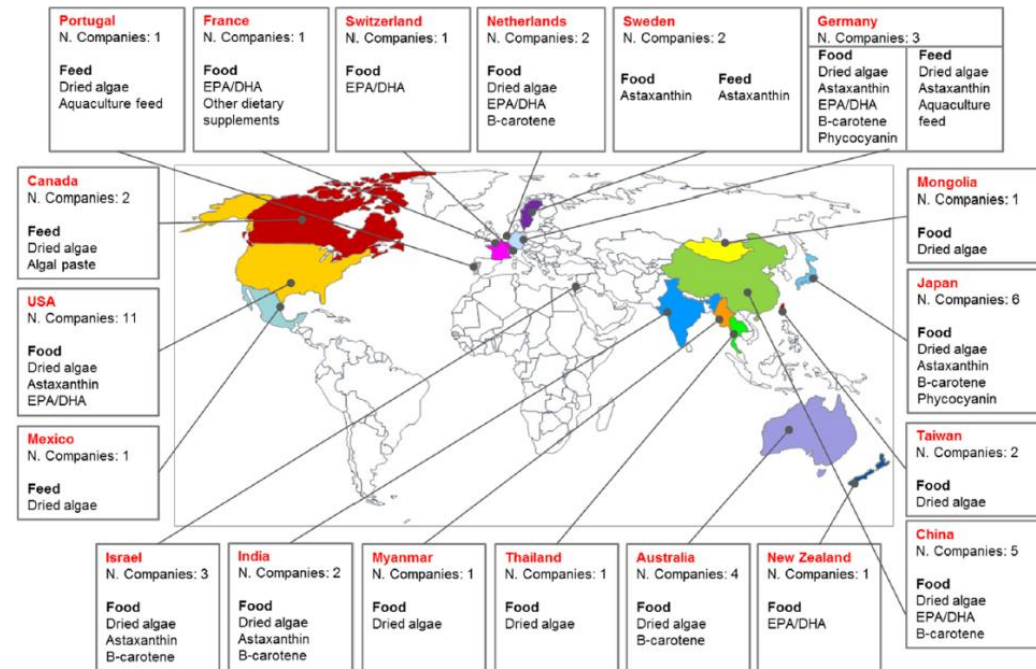 Portugal
N. Companies: 1
Feed
Dried algae
Aquaculture feed
France
N. Companies: 1
Food
EPA/DHA
Other dietary
supplements
Switzerland
N. Companies: 1
Food
EPA/DHA
Netherlands
N. Companies: 2
Food
Dried algae
EPA/DHA
B-carotene
Sweden
N. Companies: 2
Food
Astaxanthin
Feed
Astaxanthin
Germany
N. Companies: 3
Food
Dried algae
Astaxanthin
EPA/DHA
B-carotene
Phycocyanin
Feed
Dried algae
Astaxanthin
Aquaculture
feed
Canada
N. Companies: 2
Feed
Dried algae
Algal paste
Mongolia
N. Companies: 1
Food
Dried algae
USA
N. Companies: 11
Food
Dried algae
Astaxanthin
EPA/DHA
Japan
N. Companies: 6
Food
Dried algae
Astaxanthin
B-carotene
Phycocyanin
Mexico
N. Companies: 1
Feed
Dried algae
Taiwan
N. Companies: 2
Food
Dried algae
Israel
N. Companies: 3
Food
Dried algae
Astaxanthin
B-carotene
India
N. Companies: 2
Food
Dried algae
Astaxanthin
B-carotene
Myanmar
N. Companies: 1
Food
Dried algae
Thailand
N. Companies: 1
Food
Dried algae
Australia
N. Companies: 4
Food
Dried algae
B-carotene
New Zealand
N. Companies: 1
Food
EPA/DHA
China
N. Companies: 5
Food
Dried algae
EPA/DHA
B-carotene